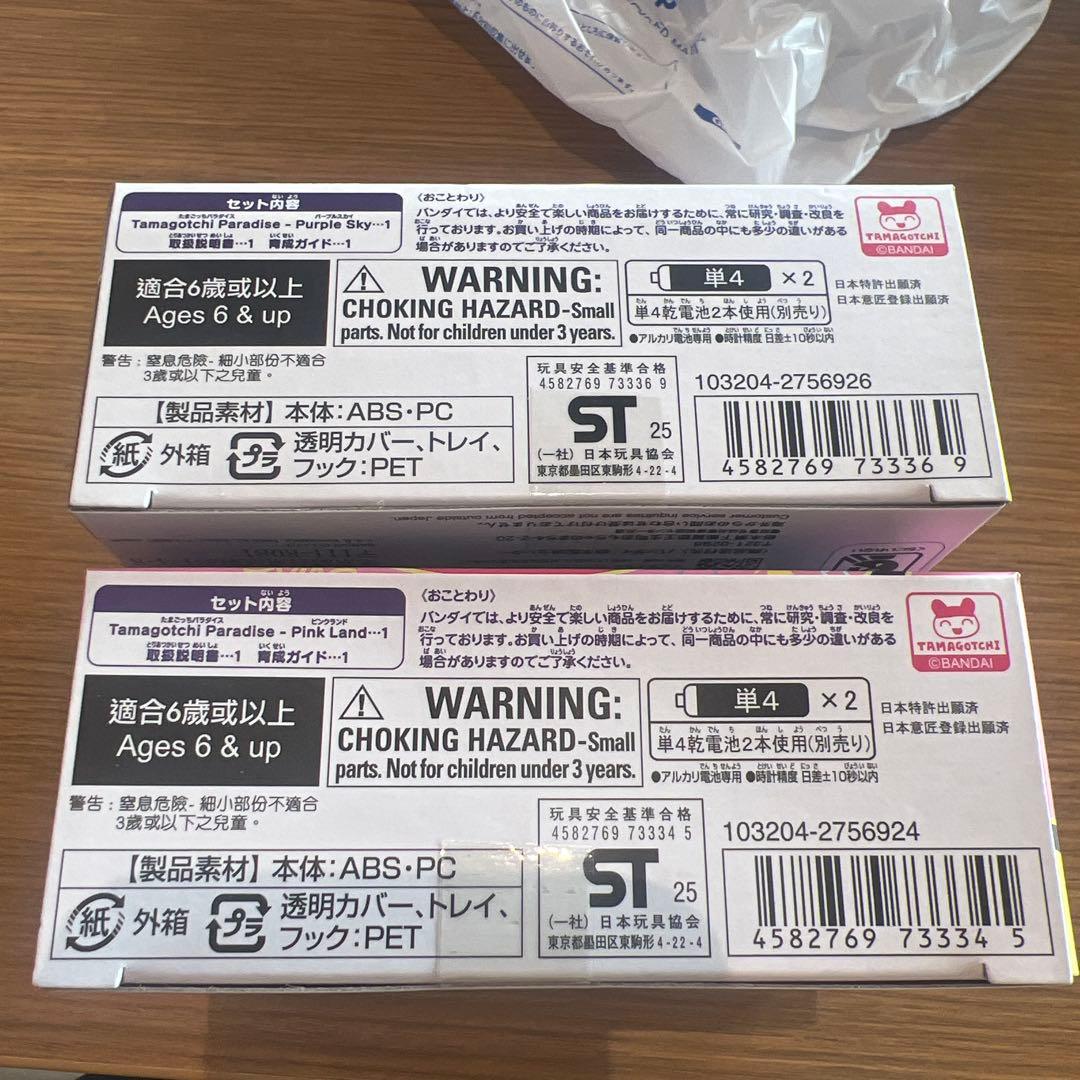 セット内容
Tamagotchi Paradise - Purple Sky…1
取扱説明書…1 育成ガイド…1
〈おことわり〉
バンダイでは、より安全で楽しい商品をお届けするために、常に研究・調査・改良を
行っております。お買い上げの時期によって、同一商品の中にも多少の違いがある
場合がありますのでご了承ください。
TAMAGOTCHI
©BANDAI
適合6歲或以上
Ages 6 & up
WARNING:
CHOKING HAZARD-Small
parts. Not for children under 3 years.
単4 ×2
単4乾電池2本使用(別売り)
●アルカリ電池専用 ●時計精度 日差±10秒以内
日本特許出願済
日本意匠登録出願済
警告：窒息危險- 細小部份不適合
3歲或以下之兒童。
【製品素材】本体：ABS・PC
紙 外箱 プラ 透明カバー、トレイ、
フック：PET
玩具安全基準合格
4582769 73336 9
ST 25
(一社) 日本玩具協会
東京都墨田区東駒形4-22-4
103204-2756926
4582769 73336 9
Customer service inquiries are not accepted from outside Japan.
セット内容
Tamagotchi Paradise - Pink Land…1
取扱説明書…1 育成ガイド…1
〈おことわり〉
バンダイでは、より安全で楽しい商品をお届けするために、常に研究・調査・改良を
行っております。お買い上げの時期によって、同一商品の中にも多少の違いがある
場合がありますのでご了承ください。
TAMAGOTCHI
©BANDAI
適合6歲或以上
Ages 6 & up
WARNING:
CHOKING HAZARD-Small
parts. Not for children under 3 years.
単4 ×2
単4乾電池2本使用(別売り)
●アルカリ電池専用 ●時計精度 日差±10秒以内
日本特許出願済
日本意匠登録出願済
警告：窒息危險- 細小部份不適合
3歲或以下之兒童。
【製品素材】本体：ABS・PC
紙 外箱 プラ 透明カバー、トレイ、
フック：PET
玩具安全基準合格
4582769 73334 5
ST 25
(一社) 日本玩具協会
東京都墨田区東駒形4-22-4
103204-2756924
4582769 73334 5